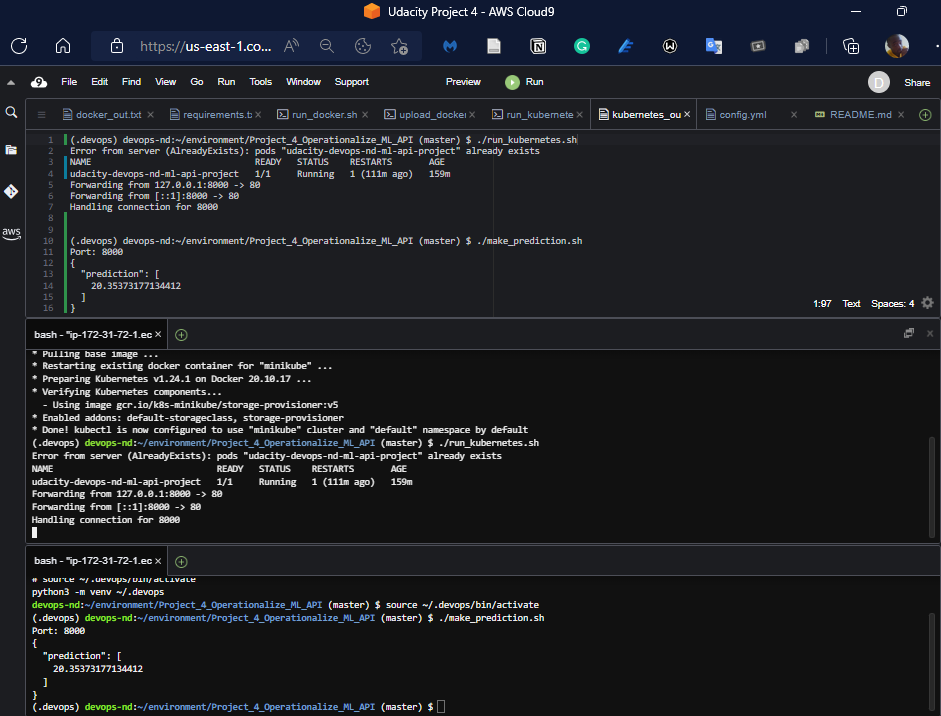 Udacity Project 4 - AWS Cloud9
https://us-east-1.co...
9 File Edit Find View Go Run Tools Window Support Preview Run D Share
docker_out.txt requirements.t run_docker.sh upload_docker run_kubernete kubernetes_ou config.yml README.md
1 (.devops) devops-nd:~/environment/Project_4_Operationalize_ML_API (master) $ ./run_kubernetes.sh
2 Error from server (AlreadyExists): pods "udacity-devops-nd-ml-api-project" already exists
3 NAME READY STATUS RESTARTS AGE
4 udacity-devops-nd-ml-api-project 1/1 Running 1 (111m ago) 159m
5 Forwarding from 127.0.0.1:8000 -> 80
6 Forwarding from [::1]:8000 -> 80
7 Handling connection for 8000
8
9
10 (.devops) devops-nd:~/environment/Project_4_Operationalize_ML_API (master) $ ./make_prediction.sh
11 Port: 8000
12 {
13 "prediction": [
14 20.35373177134412
15 ]
16 }
aws
1:97 Text Spaces: 4
bash - "ip-172-31-72-1.ec
* Pulling base image ...
* Restarting existing docker container for "minikube" ...
* Preparing Kubernetes v1.24.1 on Docker 20.10.17 ...
* Verifying Kubernetes components...
- Using image gcr.io/k8s-minikube/storage-provisioner:v5
* Enabled addons: default-storageclass, storage-provisioner
* Done! kubectl is now configured to use "minikube" cluster and "default" namespace by default
(.devops) devops-nd:~/environment/Project_4_Operationalize_ML_API (master) $ ./run_kubernetes.sh
Error from server (AlreadyExists): pods "udacity-devops-nd-ml-api-project" already exists
NAME READY STATUS RESTARTS AGE
udacity-devops-nd-ml-api-project 1/1 Running 1 (111m ago) 159m
Forwarding from 127.0.0.1:8000 -> 80
Forwarding from [::1]:8000 -> 80
Handling connection for 8000
bash - "ip-172-31-72-1.ec
# source ~/.devops/bin/activate
python3 -m venv ~/.devops
devops-nd:~/environment/Project_4_Operationalize_ML_API (master) $ source ~/.devops/bin/activate
(.devops) devops-nd:~/environment/Project_4_Operationalize_ML_API (master) $ ./make_prediction.sh
Port: 8000
{
"prediction": [
20.35373177134412
]
}
(.devops) devops-nd:~/environment/Project_4_Operationalize_ML_API (master) $